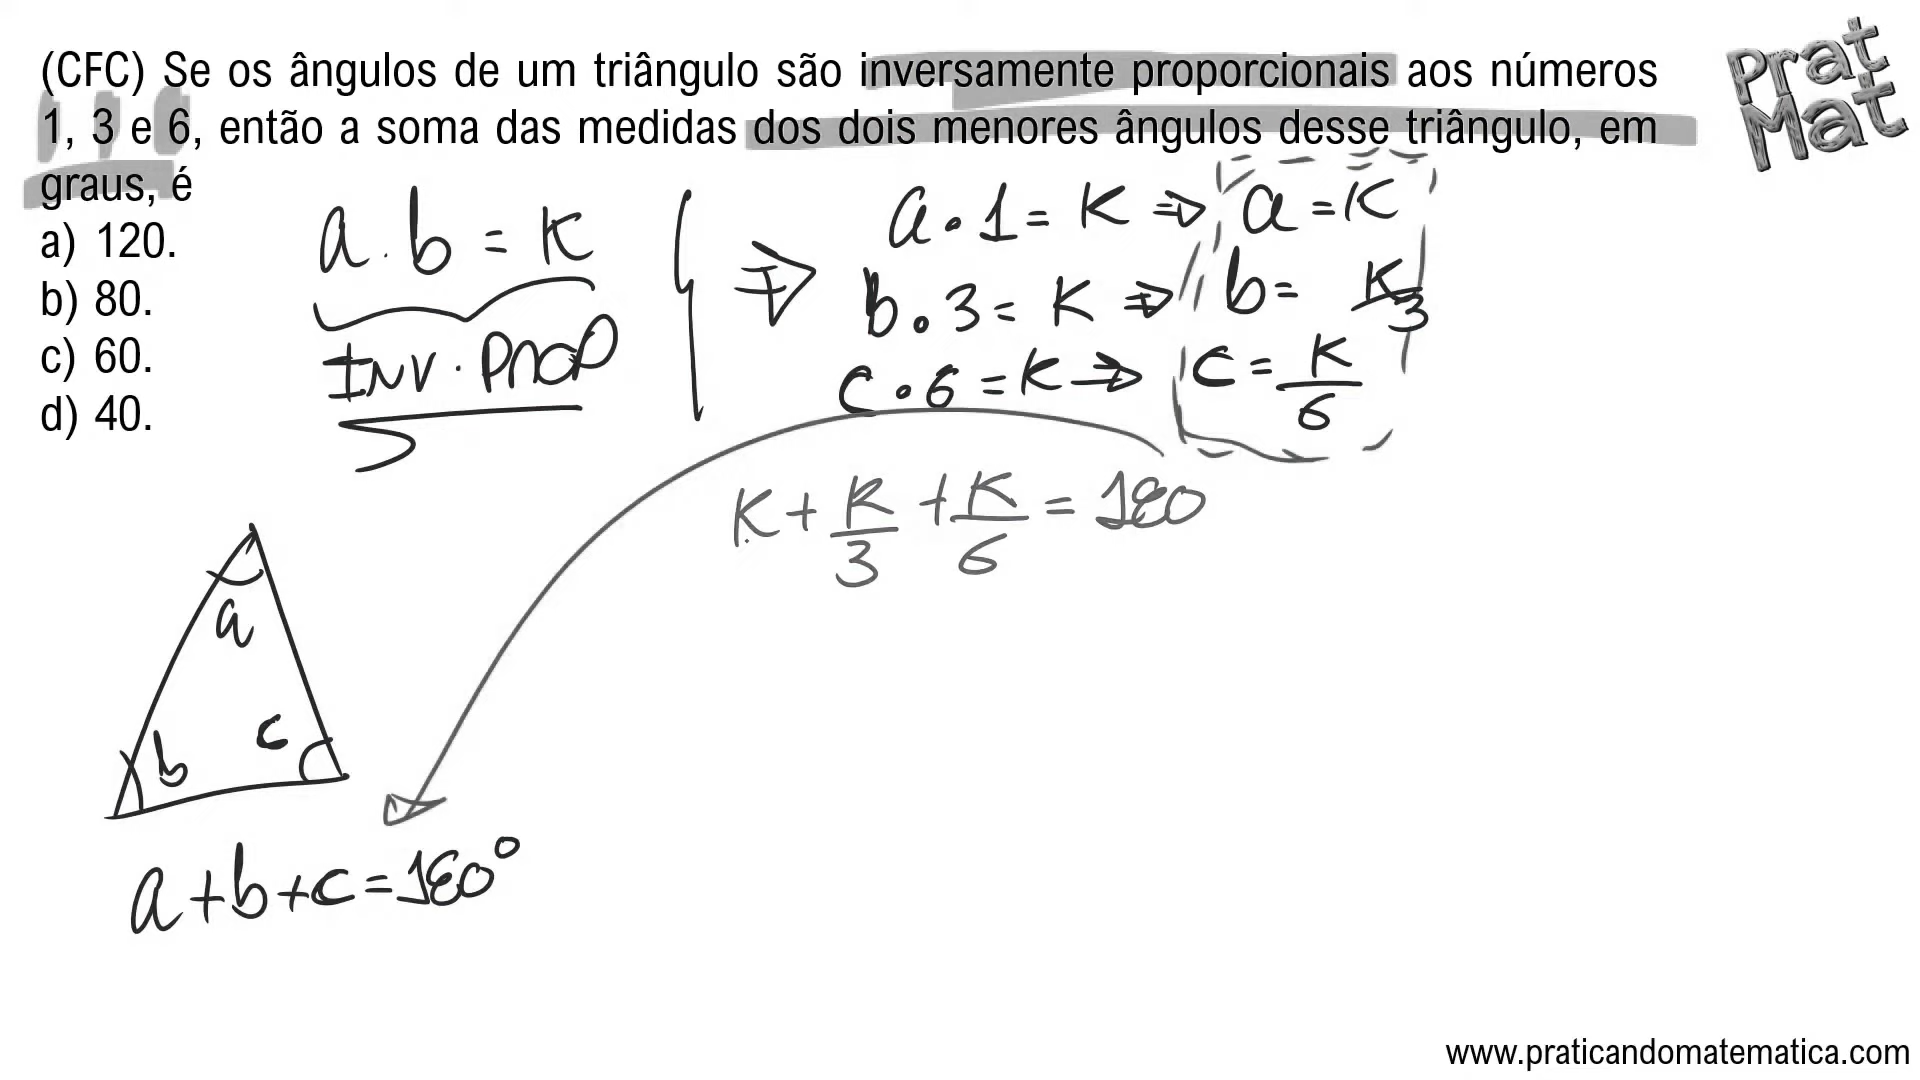 (CFC) Se os ângulos de um triângulo são inversamente proporcionais aos números
1, 3 e 6, então a soma das medidas dos dois menores ângulos desse triângulo, em
graus, é
a) 120.
b) 80.
c) 60.
d) 40.
Prat
Mat
a . b = K
INV. PROP
a . 1 = K ⇒ a = K
b . 3 = K ⇒ b = K/3
c . 6 = K ⇒ c = K/6
K + K/3 + K/6 = 180
a
b
c
a + b + c = 180°
www.praticandomatematica.com